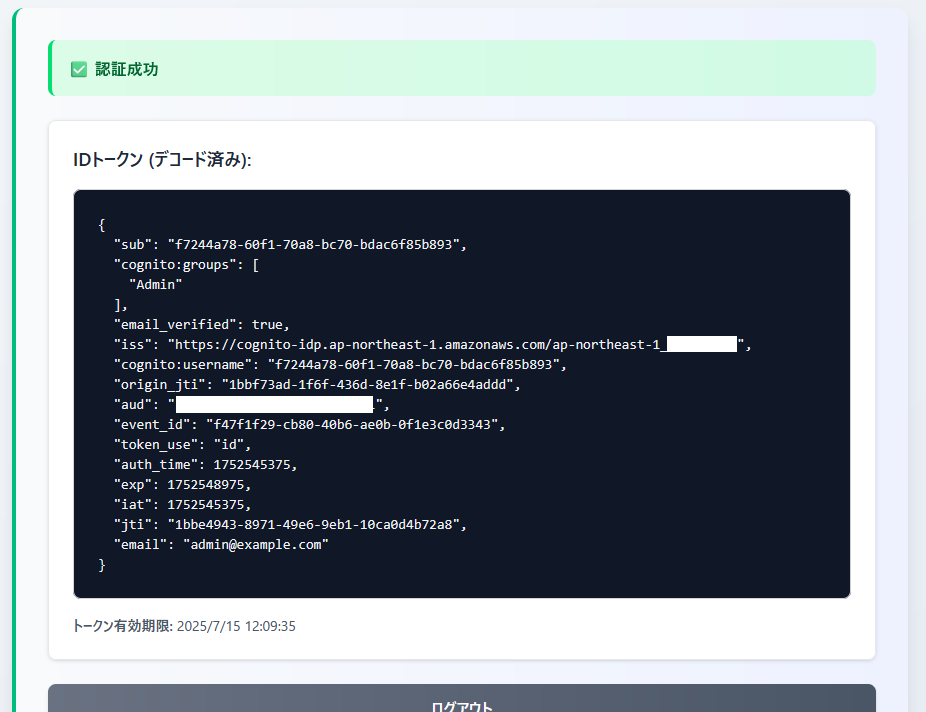 ✅ 認証成功
IDトークン (デコード済み):
{
"sub": "f7244a78-60f1-70a8-bc70-bdac6f85b893",
"cognito:groups": [
"Admin"
],
"email_verified": true,
"iss": "https://cognito-idp.ap-northeast-1.amazonaws.com/ap-northeast-1_",
"cognito:username": "f7244a78-60f1-70a8-bc70-bdac6f85b893",
"origin_jti": "1bbf73ad-1f6f-436d-8e1f-b02a66e4addd",
"aud": "",
"event_id": "f47f1f29-cb80-40b6-ae0b-0f1e3c0d3343",
"token_use": "id",
"auth_time": 1752545375,
"exp": 1752548975,
"iat": 1752545375,
"jti": "1bbe4943-8971-49e6-9eb1-10ca0d4b72a8",
"email": "admin@example.com"
}
トークン有効期限: 2025/7/15 12:09:35
ログアウト